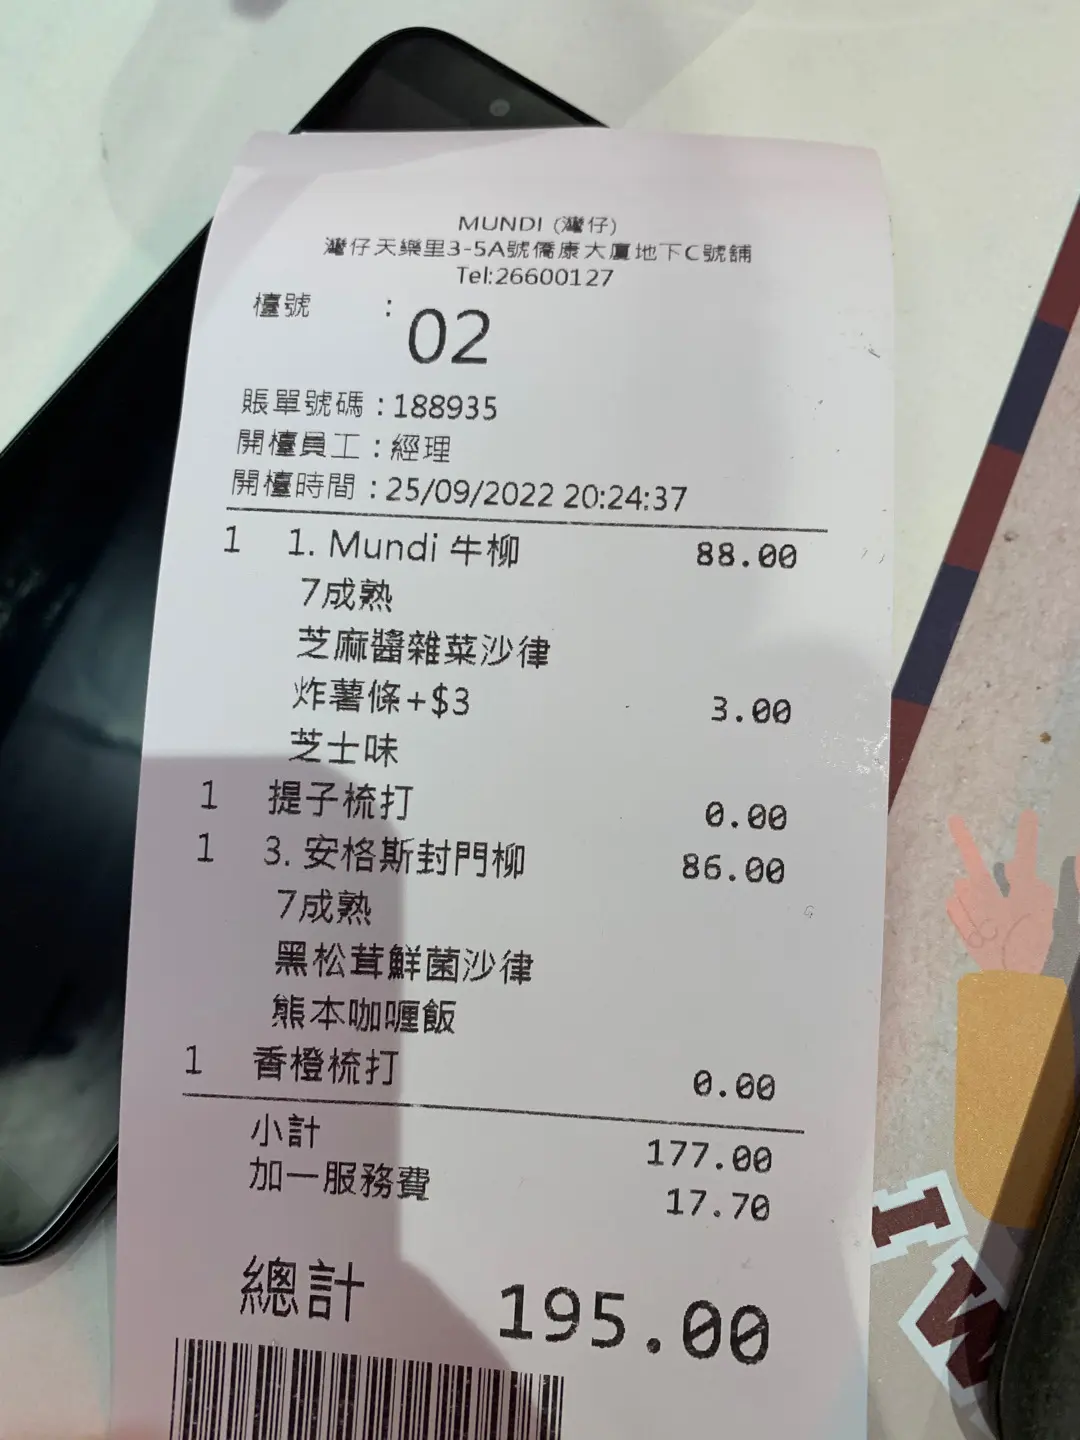 MUNDI (灣仔)
灣仔天樂里3-5A號僑康大廈地下C號舖
Tel:26600127
檯號 : 02
賬單號碼 : 188935
開檯員工 : 經理
開檯時間 : 25/09/2022 20:24:37
1 1. Mundi 牛柳 88.00
7成熟
芝麻醬雜菜沙律
炸薯條+$3 3.00
芝士味
1 提子梳打 0.00
1 3. 安格斯封門柳 86.00
7成熟
黑松茸鮮菌沙律
熊本咖喱飯
1 香橙梳打 0.00
小計 177.00
加一服務費 17.70
總計 195.00
I
W